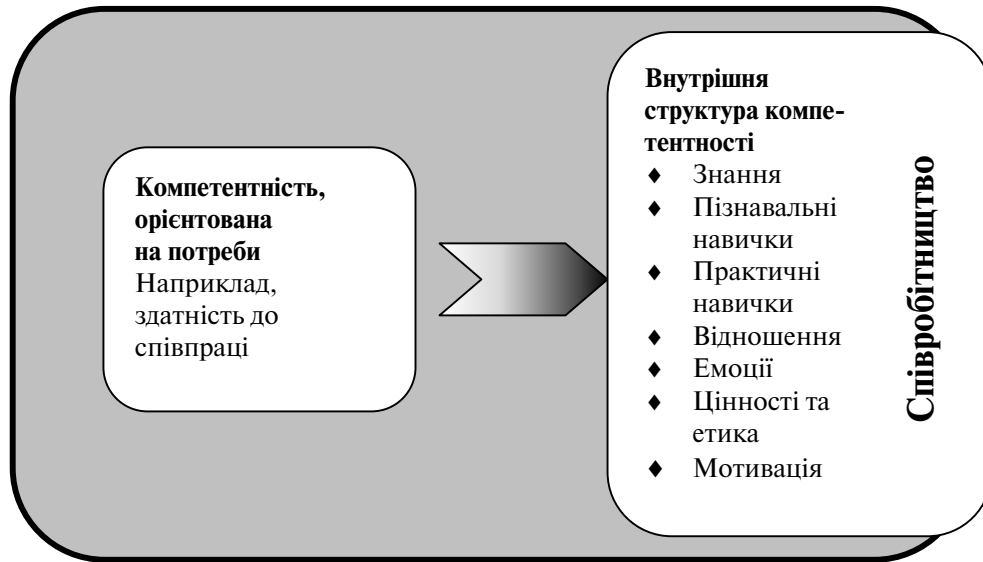 Компетентність,
орієнтована
на потреби
Наприклад,
здатність до
співпраці
Внутрішня
структура компе-
тентності
♦ Знання
♦ Пізнавальні
навички
♦ Практичні
навички
♦ Відношення
♦ Емоції
♦ Цінності та
етика
♦ Мотивація
Співробітництво